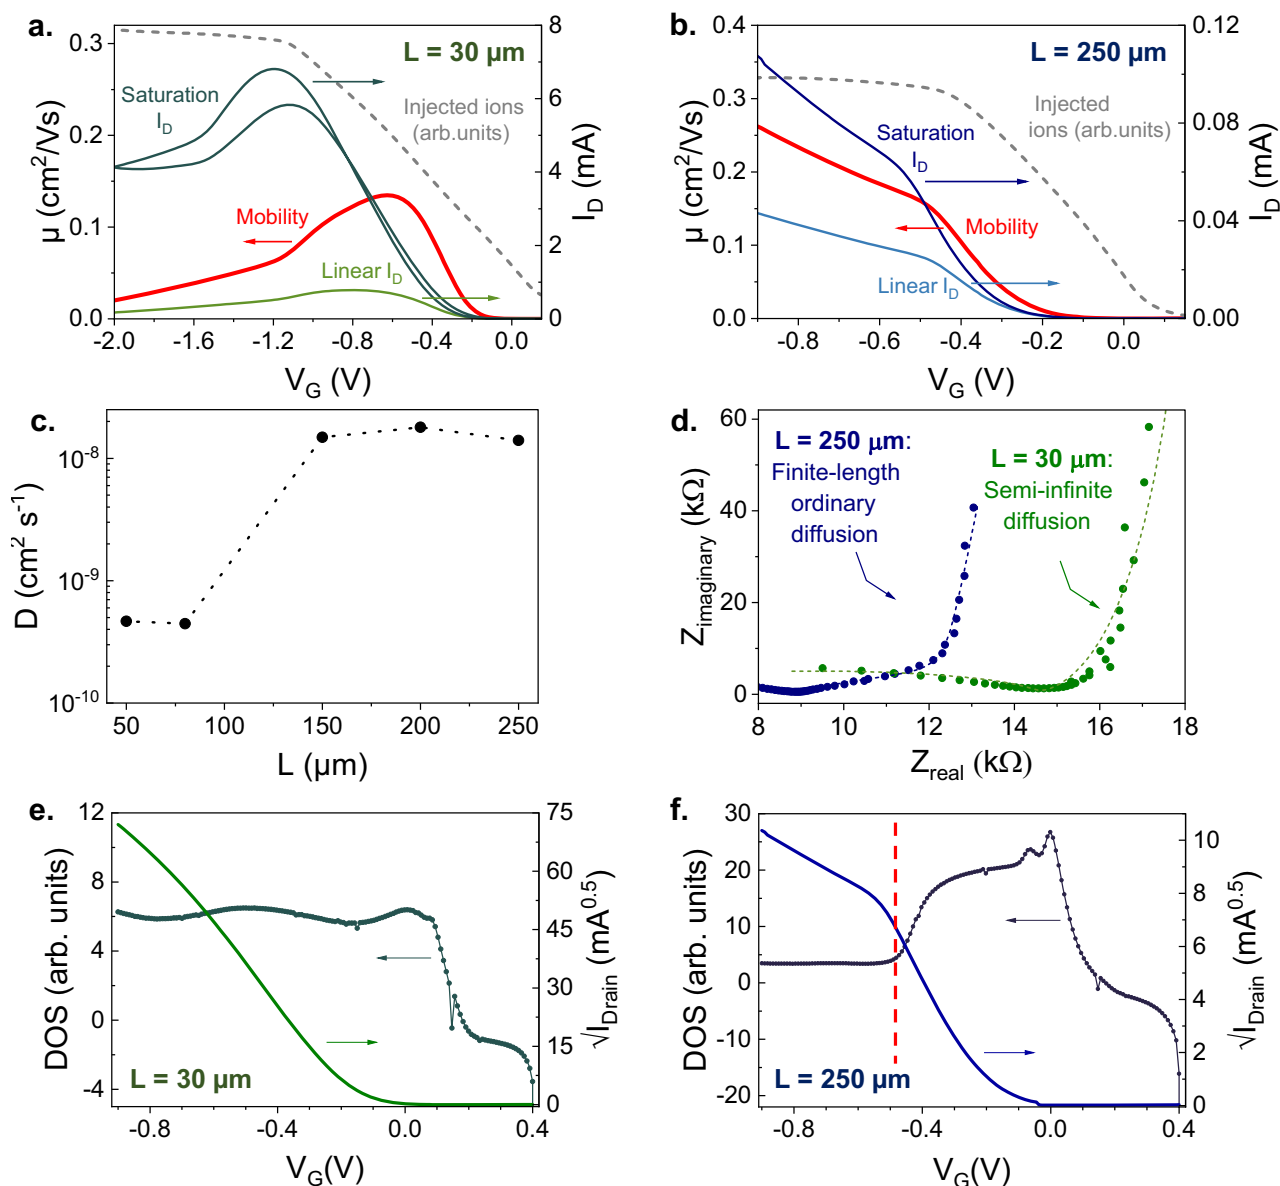 a.
L = 30 µm
Saturation
I_D
Injected ions
(arb.units)
Mobility
Linear I_D
µ (cm²/Vs)
0.3
0.2
0.1
0.0
8
6
4
2
0
I_D (mA)
-2.0 -1.6 -1.2 -0.8 -0.4 0.0
V_G (V)
b.
L = 250 µm
Injected
ions (arb.units)
Saturation
I_D
Mobility
Linear I_D
µ (cm²/Vs)
0.4
0.3
0.2
0.1
0.0
0.12
0.08
0.04
0.00
I_D (mA)
-0.8 -0.6 -0.4 -0.2 0.0
V_G (V)
c.
D (cm² s⁻¹)
10⁻⁸
10⁻⁹
10⁻¹⁰
50 100 150 200 250
L (µm)
d.
L = 250 µm:
Finite-length
ordinary
diffusion
L = 30 µm:
Semi-infinite
diffusion
Z_imaginary (kΩ)
60
40
20
0
8 10 12 14 16 18
Z_real (kΩ)
e.
DOS (arb. units)
12
8
4
0
-4
75
60
45
30
15
0
√I_Drain (mA^0.5)
L = 30 µm
-0.8 -0.4 0.0 0.4
V_G(V)
f.
DOS (arb. units)
30
20
10
0
-10
-20
10
8
6
4
2
0
√I_Drain (mA^0.5)
L = 250 µm
-0.8 -0.4 0.0 0.4
V_G(V)